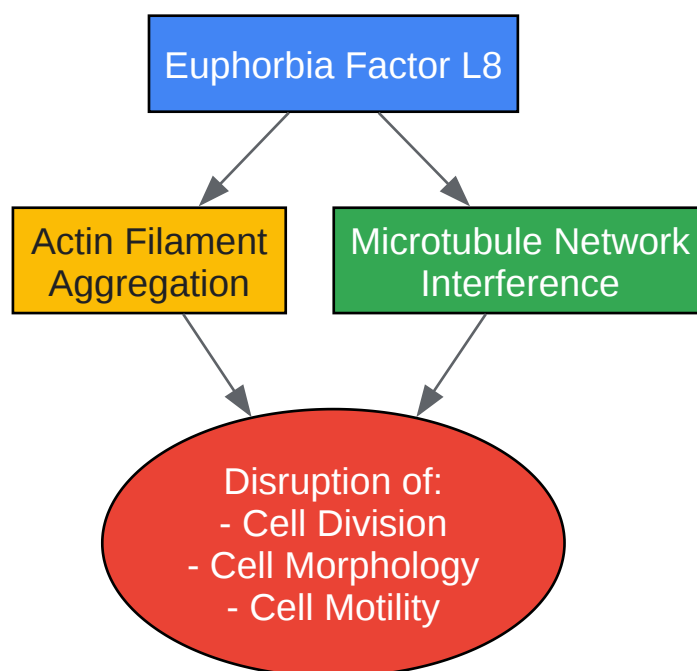 Euphorbia Factor L8
Actin Filament
Aggregation
Microtubule Network
Interference
Disruption of:
- Cell Division
- Cell Morphology
- Cell Motility